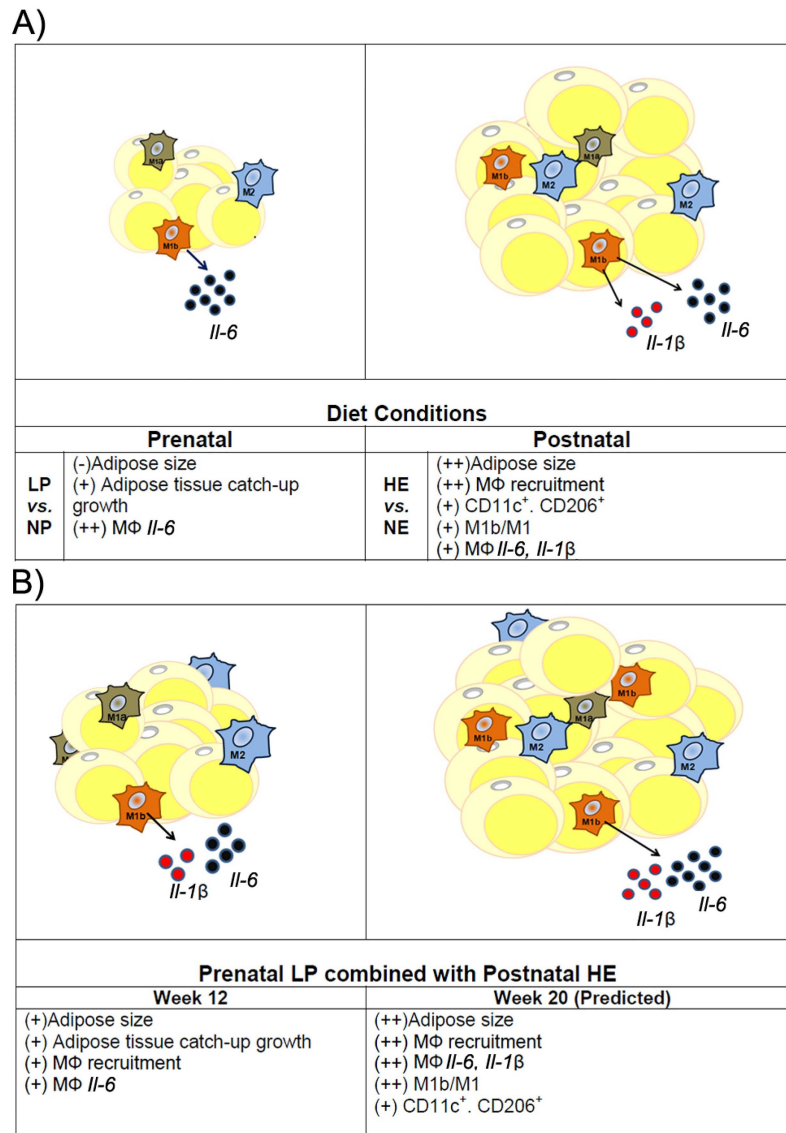 A)
M1a
M2
M1b
Il-6
M1b
M2
M1a
M2
M1b
Il-1β
Il-6
Diet Conditions
Prenatal
Postnatal
LP
vs.
NP
(-)Adipose size
(+) Adipose tissue catch-up
growth
(++) MΦ Il-6
HE
vs.
NE
(++)Adipose size
(++) MΦ recruitment
(+) CD11c+. CD206+
(+) M1b/M1
(+) MΦ Il-6, Il-1β
B)
M1a
M
M2
M1b
Il-1β
Il-6
M1b
M1a
M1b
M2
M2
M1b
Il-1β
Il-6
Prenatal LP combined with Postnatal HE
Week 12
Week 20 (Predicted)
(+)Adipose size
(+) Adipose tissue catch-up growth
(+) MΦ recruitment
(+) MΦ Il-6
(++)Adipose size
(++) MΦ recruitment
(++) MΦ Il-6, Il-1β
(++) M1b/M1
(+) CD11c+. CD206+